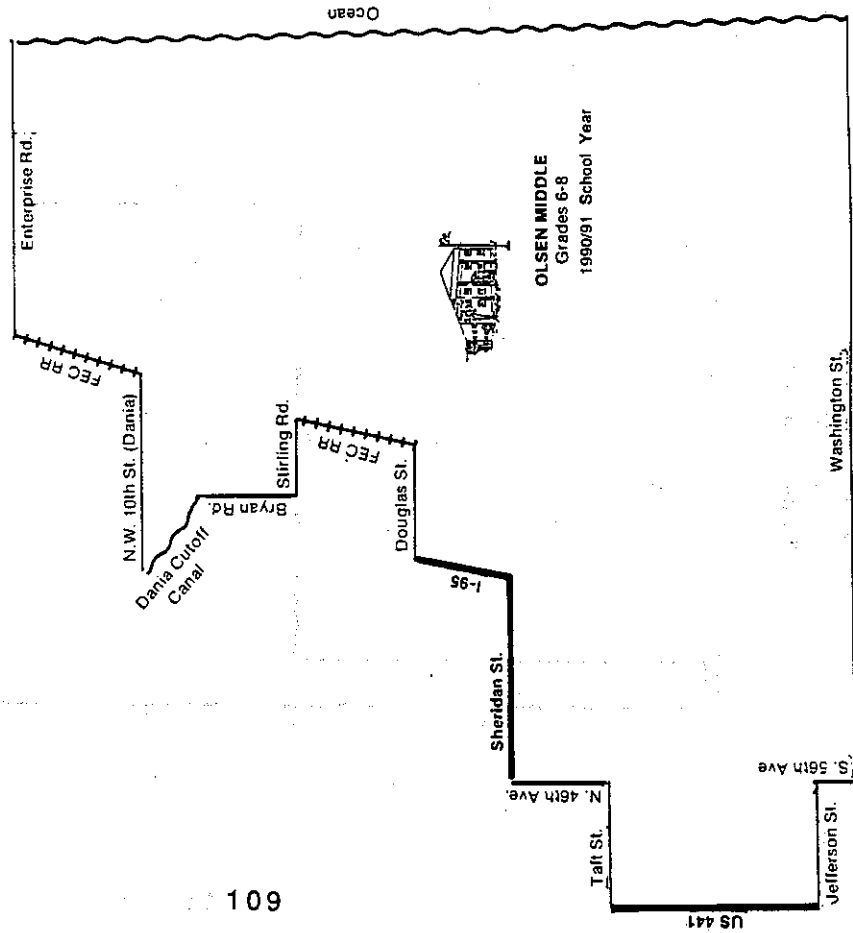 Ocean
Enterprise Rd.
FEC RR
N.W. 10th St. (Dania)
Dania Cutoff
Canal
Bryan Rd.
Stirling Rd.
FEC RR
Douglas St.
I-95
OLSEN MIDDLE
Grades 6-8
1990/91 School Year
Sheridan St.
N. 46th Ave.
Taft St.
US 441
Jefferson St.
S. 56th Ave
Washington St.
109